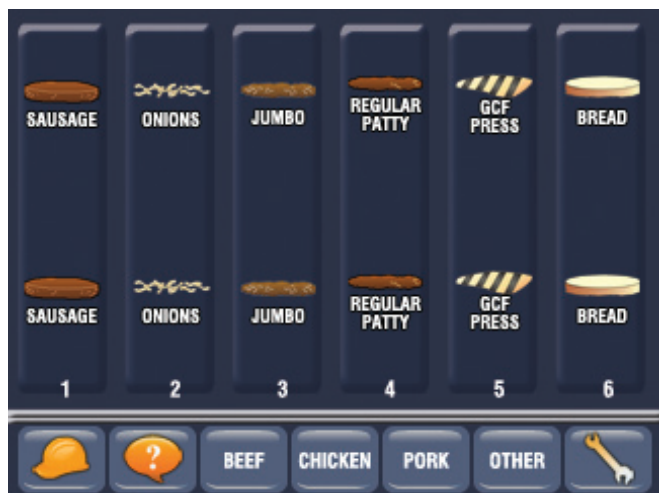 SAUSAGE
ONIONS
JUMBO
REGULAR
PATTY
GCF
PRESS
BREAD
SAUSAGE
ONIONS
JUMBO
REGULAR
PATTY
GCF
PRESS
BREAD
1 2 3 4 5 6
? BEEF CHICKEN PORK OTHER